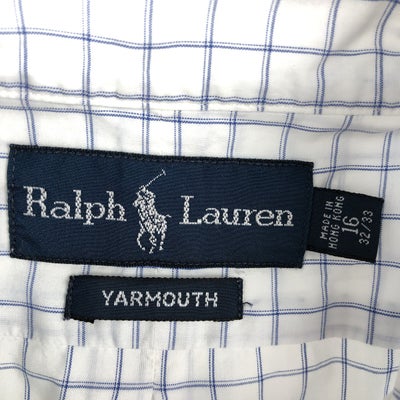 Ralph Lauren
MADE IN
HONG KONG
16
32/33
YARMOUTH